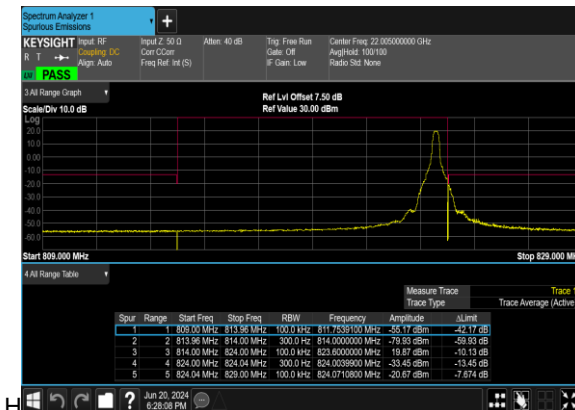 Spectrum Analyzer 1
Spurious Emissions
KEYSIGHT Input: RF Input Z: 50 Ω Atten: 40 dB Trig: Free Run Center Freq: 22.005000000 GHz
R T Coupling: DC Corr CCorr Gate: Off Avg|Hold: 100/100
Align: Auto Freq Ref: Int (S) IF Gain: Low Radio Std: None
PASS
3 All Range Graph Ref Lvl Offset 7.50 dB
Scale/Div 10.0 dB Ref Value 30.00 dBm
Log
20.0
10.0
0.00
-10.0
-20.0
-30.0
-40.0
-50.0
-60.0
Start 809.000 MHz Stop 829.000 M
4 All Range Table
Measure Trace Trace 1
Trace Type Trace Average (Active
Spur Range Start Freq Stop Freq RBW Frequency Amplitude ΔLimit
1 1 809.00 MHz 813.96 MHz 100.0 kHz 811.7539100 MHz -55.17 dBm -42.17 dB
2 2 813.96 MHz 814.00 MHz 300.0 Hz 814.0000000 MHz -79.93 dBm -59.93 dB
3 3 814.00 MHz 824.00 MHz 100.0 kHz 823.6000000 MHz 19.87 dBm -10.13 dB
4 4 824.00 MHz 824.04 MHz 300.0 Hz 824.0039900 MHz -33.45 dBm -13.45 dB
5 5 824.04 MHz 829.00 MHz 100.0 kHz 824.0710800 MHz -20.67 dBm -7.674 dB
H
? Jun 20, 2024
6:28:08 PM